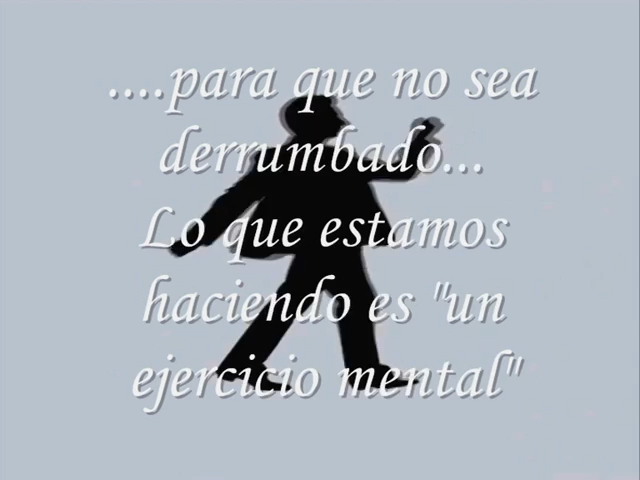 ....para que no sea
derrumbado...
Lo que estamos
haciendo es "un
ejercicio mental"